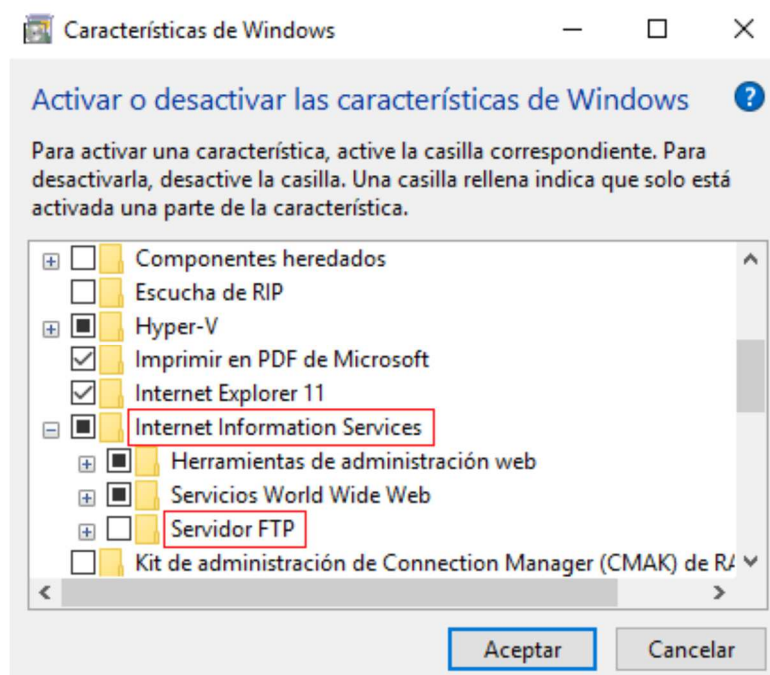 Características de Windows
Activar o desactivar las características de Windows
Para activar una característica, active la casilla correspondiente. Para
desactivarla, desactive la casilla. Una casilla rellena indica que solo está
activada una parte de la característica.
Componentes heredados
Escucha de RIP
Hyper-V
Imprimir en PDF de Microsoft
Internet Explorer 11
Internet Information Services
Herramientas de administración web
Servicios World Wide Web
Servidor FTP
Kit de administración de Connection Manager (CMAK) de
Aceptar
Cancelar